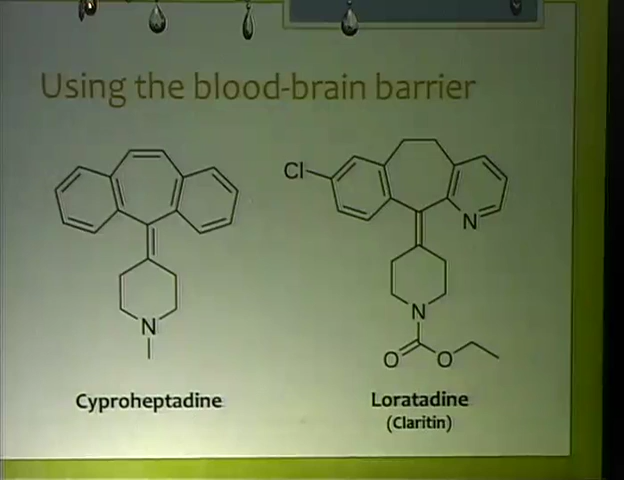 Using the blood-brain barrier
Cl
N
N
N
O
O
Cyproheptadine
Loratadine
(Claritin)